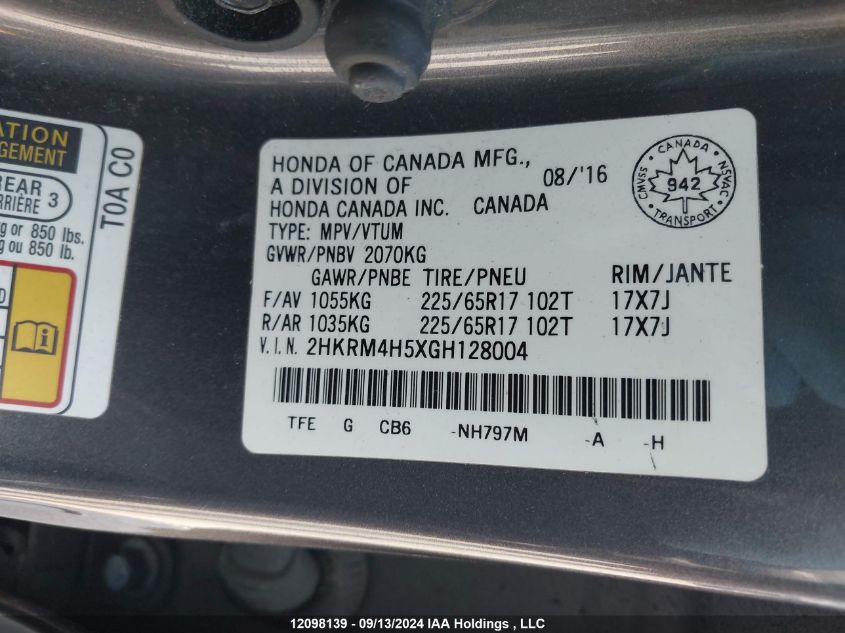 ATION
GEMENT
REAR 3
RRIÈRE
g or 850 lbs.
g ou 850 lb.
D
T0A C0
HONDA OF CANADA MFG., 08/'16
A DIVISION OF
HONDA CANADA INC. CANADA
TYPE: MPV/VTUM
GVWR/PNBV 2070KG
GAWR/PNBE TIRE/PNEU RIM/JANTE
F/AV 1055KG 225/65R17 102T 17X7J
R/AR 1035KG 225/65R17 102T 17X7J
V.I.N. 2HKRM4H5XGH128004
TFE G CB6 -NH797M -A -H
CANADA
CMVSS 942 NSVAC
TRANSPORT
12098139 - 09/13/2024 IAA Holdings , LLC